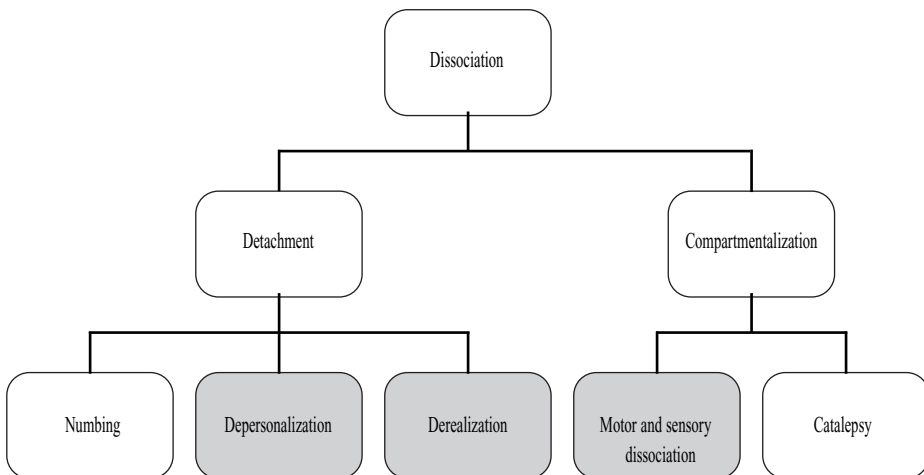 Dissociation
Detachment
Compartmentalization
Numbing
Depersonalization
Derealization
Motor and sensory
dissociation
Catalepsy